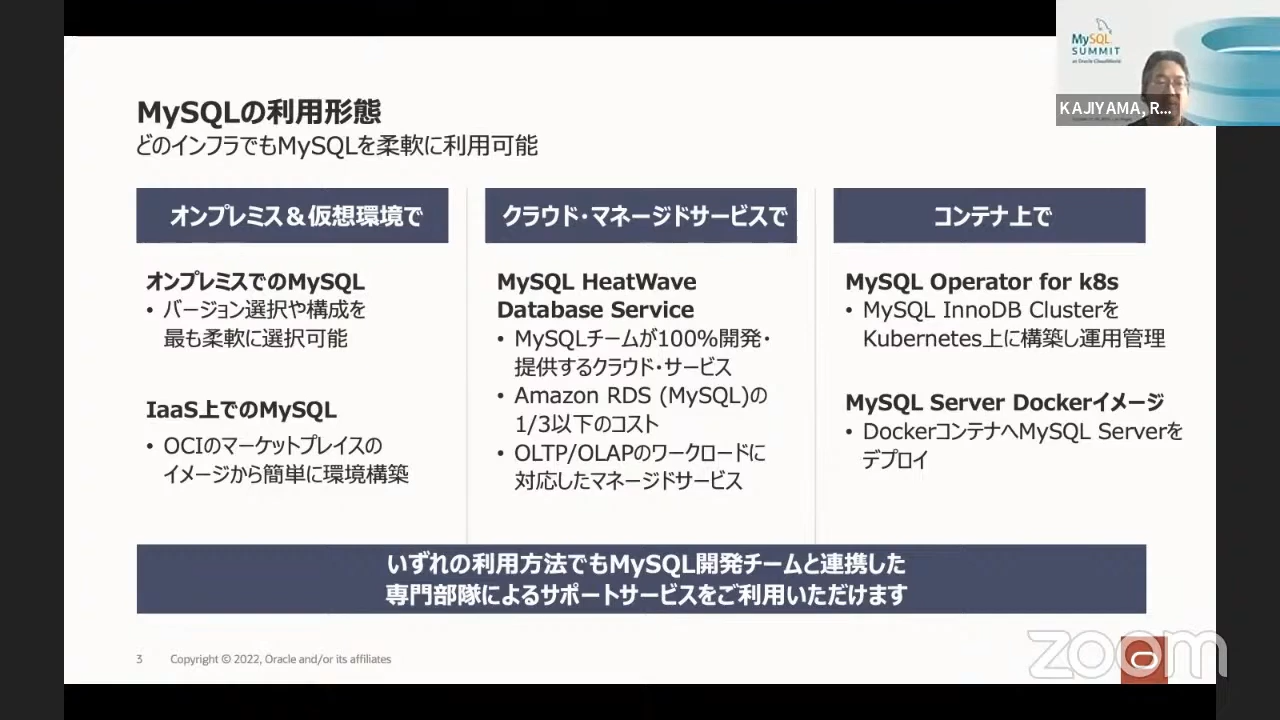 MySQLの利用形態
どのインフラでもMySQLを柔軟に利用可能
オンプレミス&仮想環境で
オンプレミスでのMySQL
• バージョン選択や構成を
最も柔軟に選択可能
IaaS上でのMySQL
• OCIのマーケットプレイスの
イメージから簡単に環境構築
クラウド・マネージドサービスで
MySQL HeatWave
Database Service
• MySQLチームが100%開発・
提供するクラウド・サービス
• Amazon RDS (MySQL)の
1/3以下のコスト
• OLTP/OLAPのワークロードに
対応したマネージドサービス
コンテナ上で
MySQL Operator for k8s
• MySQL InnoDB Clusterを
Kubernetes上に構築し運用管理
MySQL Server Dockerイメージ
• DockerコンテナへMySQL Serverを
デプロイ
いずれの利用方法でもMySQL開発チームと連携した
専門部隊によるサポートサービスをご利用いただけます
3 Copyright © 2022, Oracle and/or its affiliates
MySQL
SUMMIT
at Oracle CloudWorld
KAJIYAMA, R...
zoom